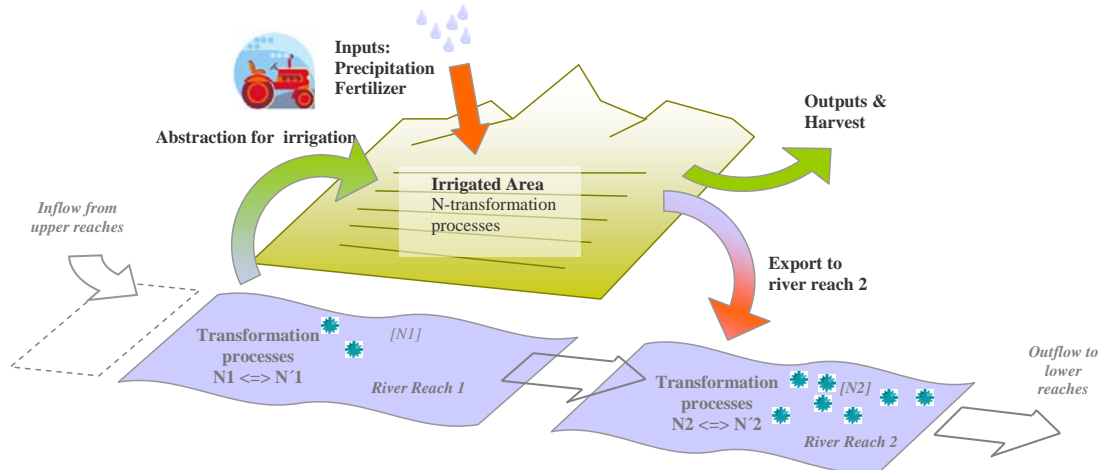 Inputs:
Precipitation
Fertilizer
Abstraction for irrigation
Outputs &
Harvest
Irrigated Area
N-transformation
processes
Inflow from
upper reaches
Export to
river reach 2
Transformation
processes
N1 <=> N´1
[N1]
River Reach 1
Transformation
processes
N2 <=> N´2
[N2]
River Reach 2
Outflow to
lower
reaches